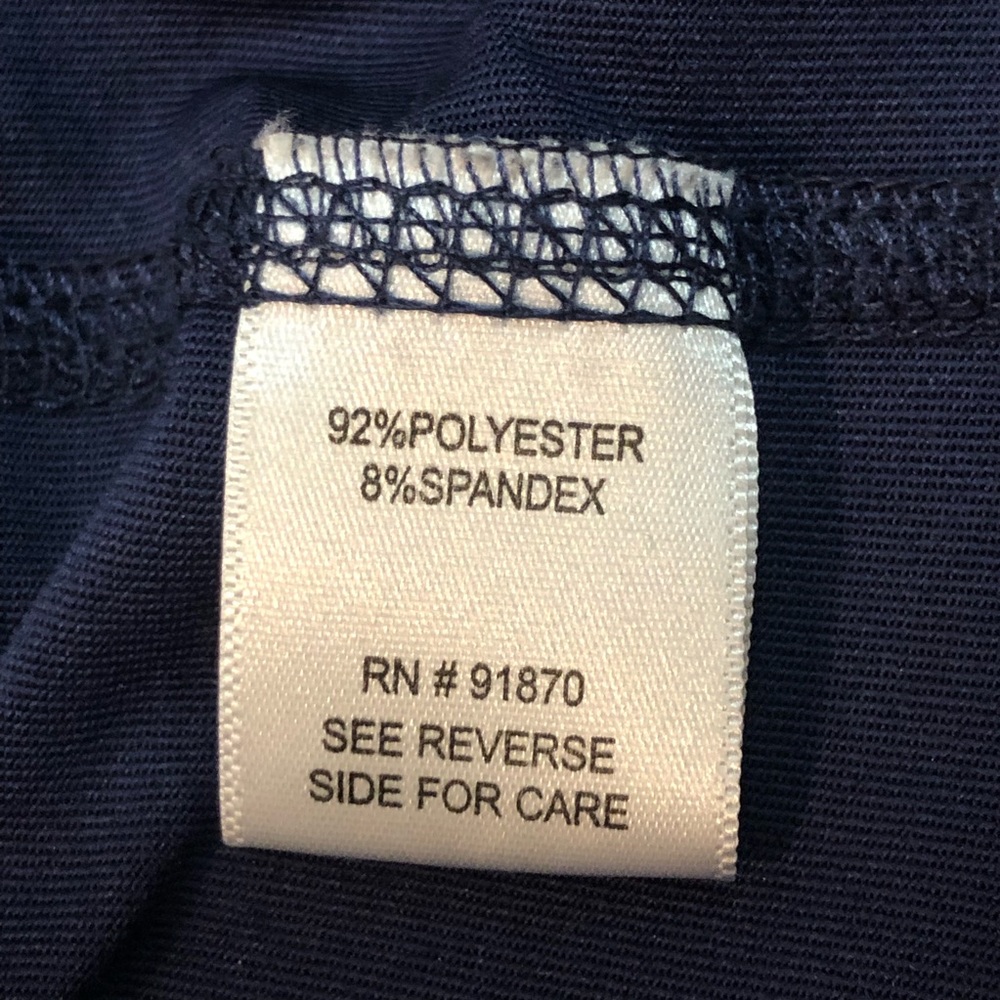 92%POLYESTER
8%SPANDEX
RN # 91870
SEE REVERSE
SIDE FOR CARE